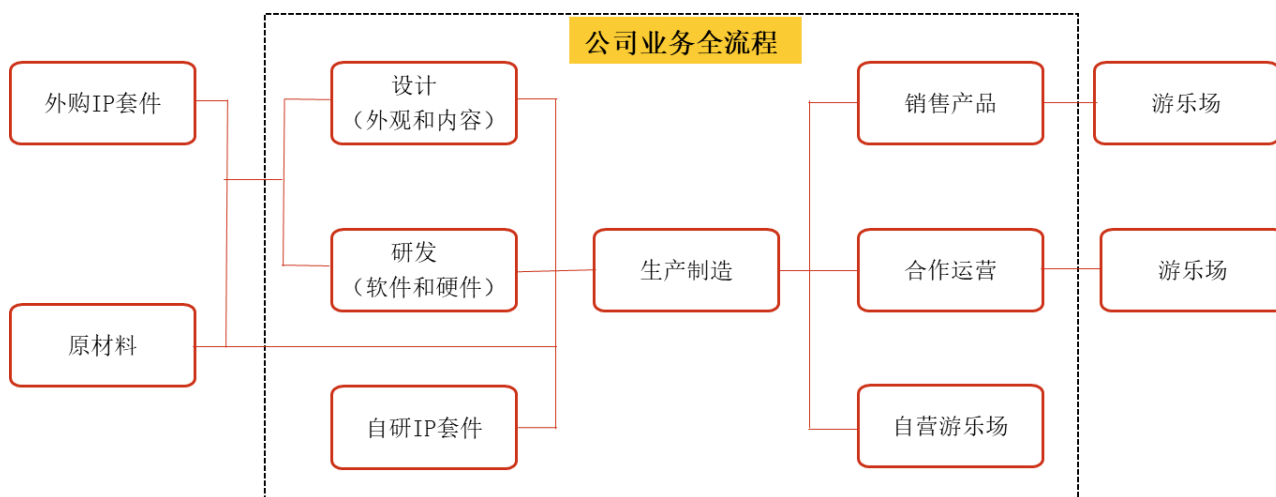 公司业务全流程
外购IP套件
设计
（外观和内容）
销售产品
游乐场
研发
（软件和硬件）
生产制造
合作运营
游乐场
原材料
自研IP套件
自营游乐场